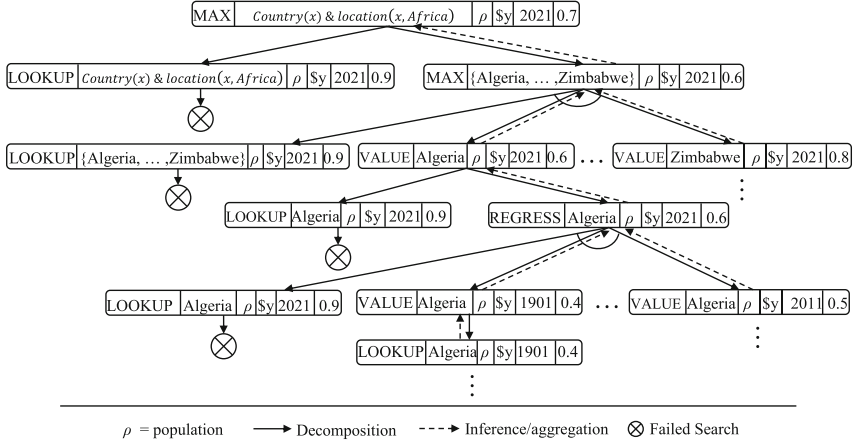 MAX Country(x) & location(x, Africa) ρ $y 2021 0.7
LOOKUP Country(x) & location(x, Africa) ρ $y 2021 0.9
MAX {Algeria, … ,Zimbabwe} ρ $y 2021 0.6
LOOKUP {Algeria, … ,Zimbabwe} ρ $y 2021 0.9
VALUE Algeria ρ $y 2021 0.6
...
VALUE Zimbabwe ρ $y 2021 0.8
LOOKUP Algeria ρ $y 2021 0.9
REGRESS Algeria ρ $y 2021 0.6
LOOKUP Algeria ρ $y 2021 0.9
VALUE Algeria ρ $y 1901 0.4
...
VALUE Algeria ρ $y 2011 0.5
LOOKUP Algeria ρ $y 1901 0.4
ρ = population
Decomposition
Inference/aggregation
Failed Search